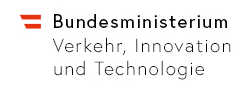 Bundesministerium
Verkehr, Innovation
und Technologie